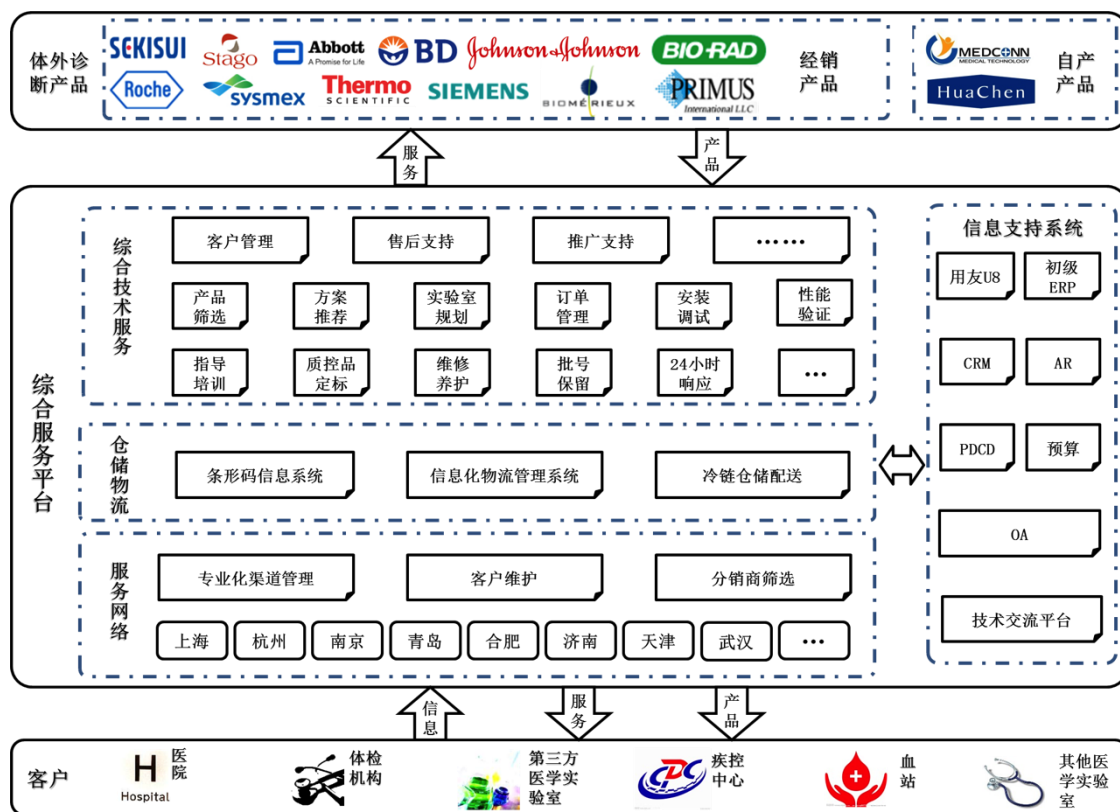 体外诊
断产品
SEKISUI
Stago
Abbott
A Promise for Life
BD
Johnson & Johnson
BIO-RAD
Roche
sysmex
Thermo
SCIENTIFIC
SIEMENS
BIOMÉRIEUX
PRIMUS
International LLC
经销
产品
MEDCONN
MEDICAL TECHNOLOGY
HuaChen
自产
产品
服务
产品
综合服务平台
综合技术服务
客户管理
售后支持
推广支持
……
产品
筛选
方案
推荐
实验室
规划
订单
管理
安装
调试
性能
验证
指导
培训
质控品
定标
维修
养护
批号
保留
24小时
响应
…
仓储物流
条形码信息系统
信息化物流管理系统
冷链仓储配送
服务网络
专业化渠道管理
客户维护
分销商筛选
上海
杭州
南京
青岛
合肥
济南
天津
武汉
…
信息支持系统
用友U8
初级
ERP
CRM
AR
PDCD
预算
OA
技术交流平台
信息
服务
产品
客户
H
Hospital
医院
体检
机构
第三方
医学实
验室
CDC
疾控
中心
血站
其他医
学实验
室